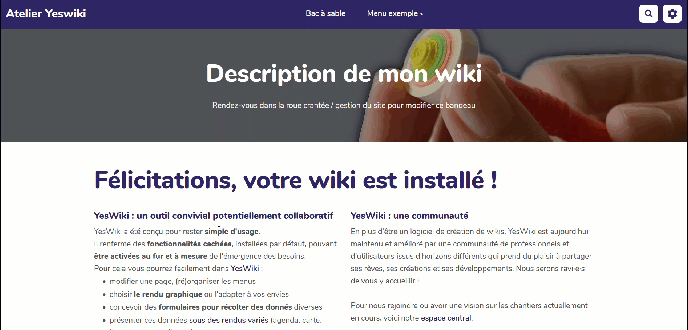 Atelier Yeswiki
Bac à sable
Menu exemple
Description de mon wiki
Rendez-vous dans la roue crantée / gestion du site pour modifier ce bandeau
Félicitations, votre wiki est installé !
YesWiki : un outil convivial potentiellement collaboratif
YesWiki a été conçu pour rester simple d'usage.
Il renferme des fonctionnalités cachées, installées par défaut, pouvant
être activées au fur et à mesure de l'émergence des besoins.
Pour cela vous pourrez facilement dans YesWiki :
• modifier une page, (ré)organiser les menus
• choisir le rendu graphique ou l'adapter à vos envies
• concevoir des formulaires pour récolter des donnés diverses
• présenter ces données sous des rendus variés (agenda, carte,
YesWiki : une communauté
En plus d'être un logiciel de création de wikis, YesWiki est aujourd'hui
maintenu et amélioré par une communauté de professionnels et
d'utilisateurs issus d'horizons différents qui prend du plaisir à partager
ses rêves, ses créations et ses développements. Nous serons ravi·e·s
de vous y accueillir !
Pour nous rejoindre ou avoir une vision sur les chantiers actuellement
en cours, voici notre espace central.